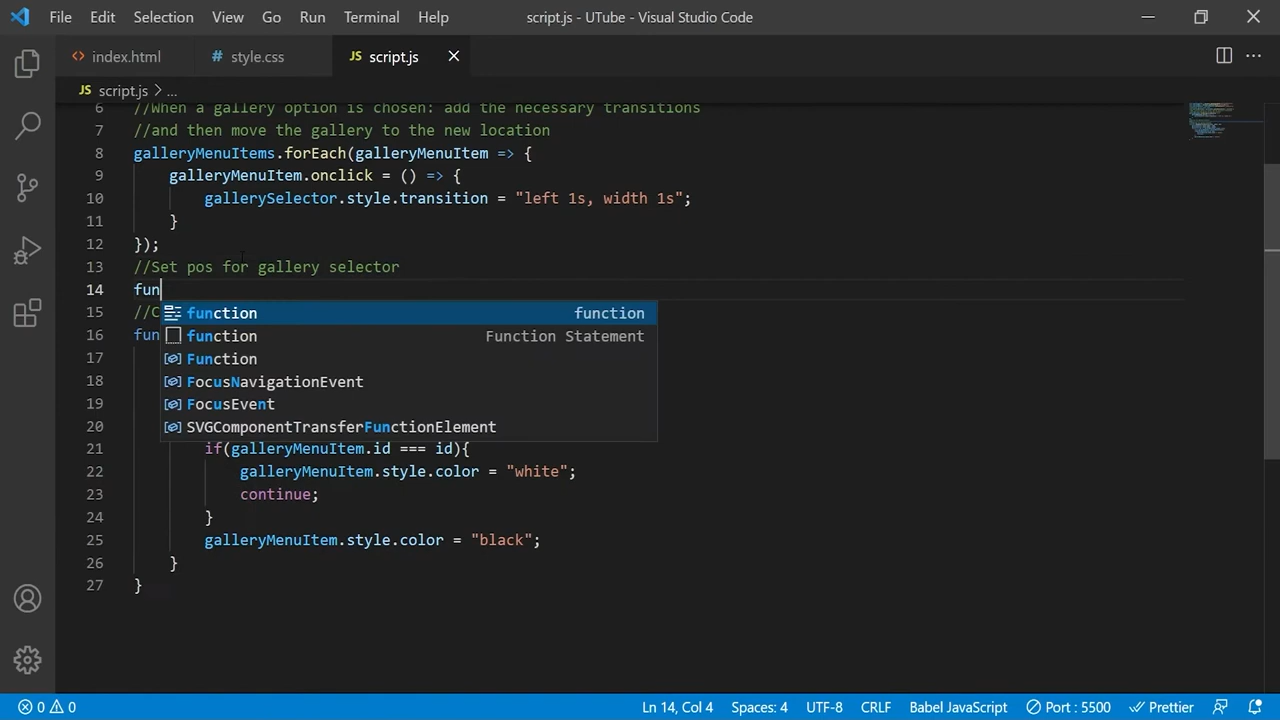 File Edit Selection View Go Run Terminal Help script.js - UTube - Visual Studio Code
index.html # style.css JS script.js
JS script.js > ...
6 //When a gallery option is chosen: add the necessary transitions
7 //and then move the gallery to the new location
8 galleryMenuItems.forEach(galleryMenuItem => {
9 galleryMenuItem.onclick = () => {
10 gallerySelector.style.transition = "left 1s, width 1s";
11 }
12 });
13 //Set pos for gallery selector
14 fun
15 //C
function function
16 fun
function Function Statement
17
Function
18
FocusNavigationEvent
19
FocusEvent
20
SVGComponentTransferFunctionElement
21 if(galleryMenuItem.id === id){
22 galleryMenuItem.style.color = "white";
23 continue;
24 }
25 galleryMenuItem.style.color = "black";
26 }
27 }
0 0 Ln 14, Col 4 Spaces: 4 UTF-8 CRLF Babel JavaScript Port : 5500 Prettier